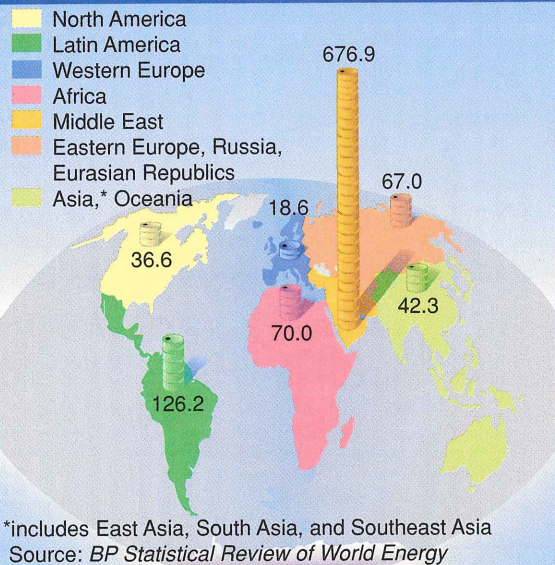 North America
Latin America
Western Europe
Africa
Middle East
Eastern Europe, Russia,
Eurasian Republics
Asia,* Oceania
676.9
67.0
18.6
36.6
42.3
70.0
126.2
*includes East Asia, South Asia, and Southeast Asia
Source: BP Statistical Review of World Energy